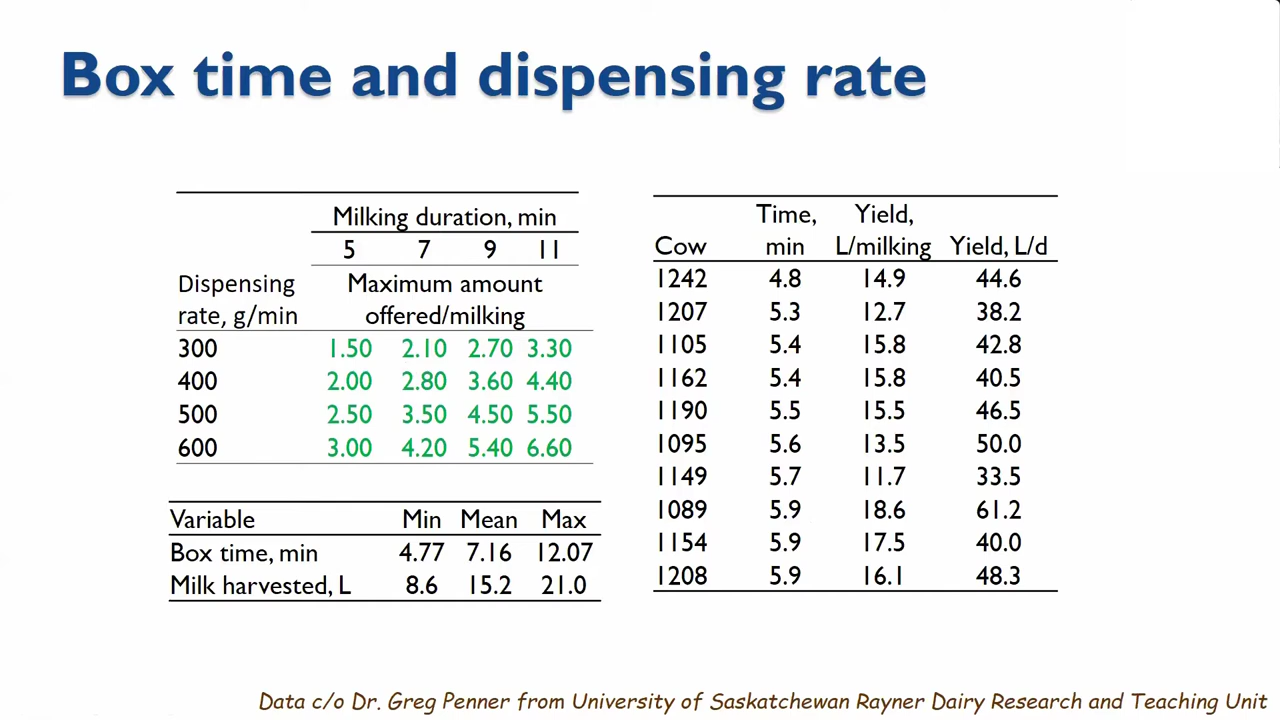 Box time and dispensing rate
Milking duration, min
5 7 9 11
Dispensing rate, g/min
Maximum amount offered/milking
300 1.50 2.10 2.70 3.30
400 2.00 2.80 3.60 4.40
500 2.50 3.50 4.50 5.50
600 3.00 4.20 5.40 6.60
Variable Min Mean Max
Box time, min 4.77 7.16 12.07
Milk harvested, L 8.6 15.2 21.0
Time, Yield,
Cow min L/milking Yield, L/d
1242 4.8 14.9 44.6
1207 5.3 12.7 38.2
1105 5.4 15.8 42.8
1162 5.4 15.8 40.5
1190 5.5 15.5 46.5
1095 5.6 13.5 50.0
1149 5.7 11.7 33.5
1089 5.9 18.6 61.2
1154 5.9 17.5 40.0
1208 5.9 16.1 48.3
Data c/o Dr. Greg Penner from University of Saskatchewan Rayner Dairy Research and Teaching Unit